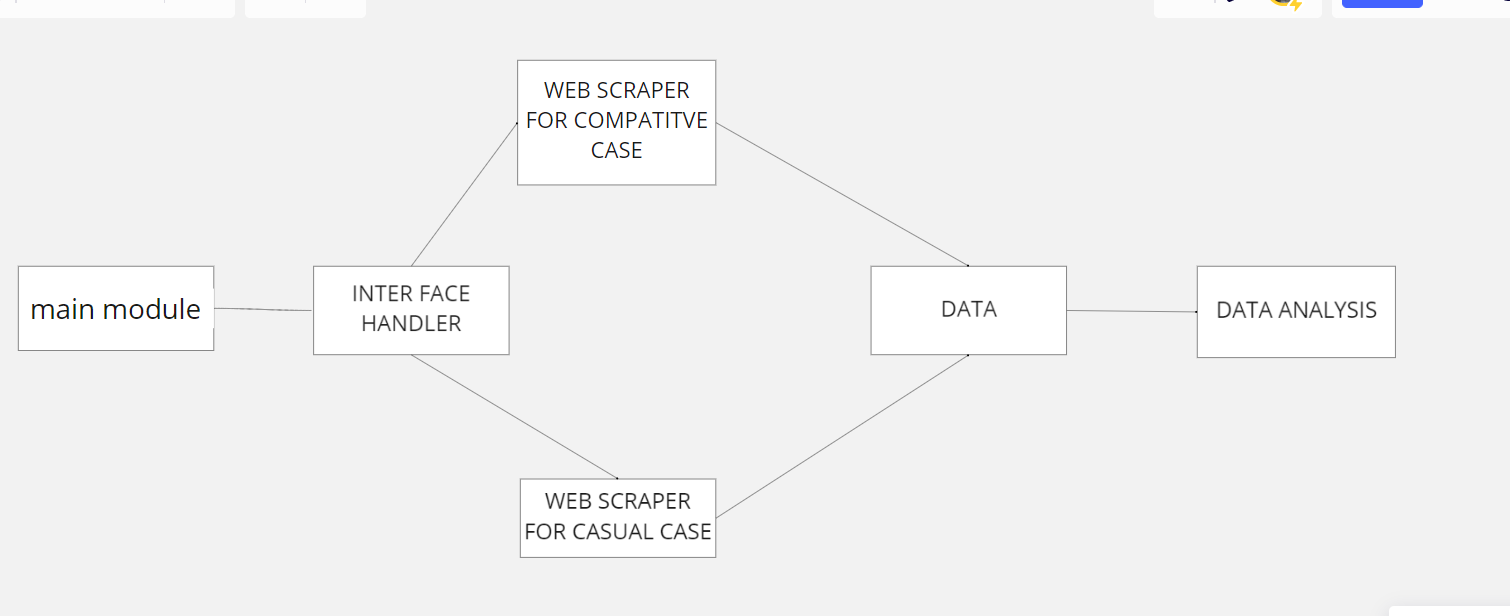 WEB SCRAPER
FOR COMPATITVE
CASE
main module
INTER FACE
HANDLER
DATA
DATA ANALYSIS
WEB SCRAPER
FOR CASUAL CASE